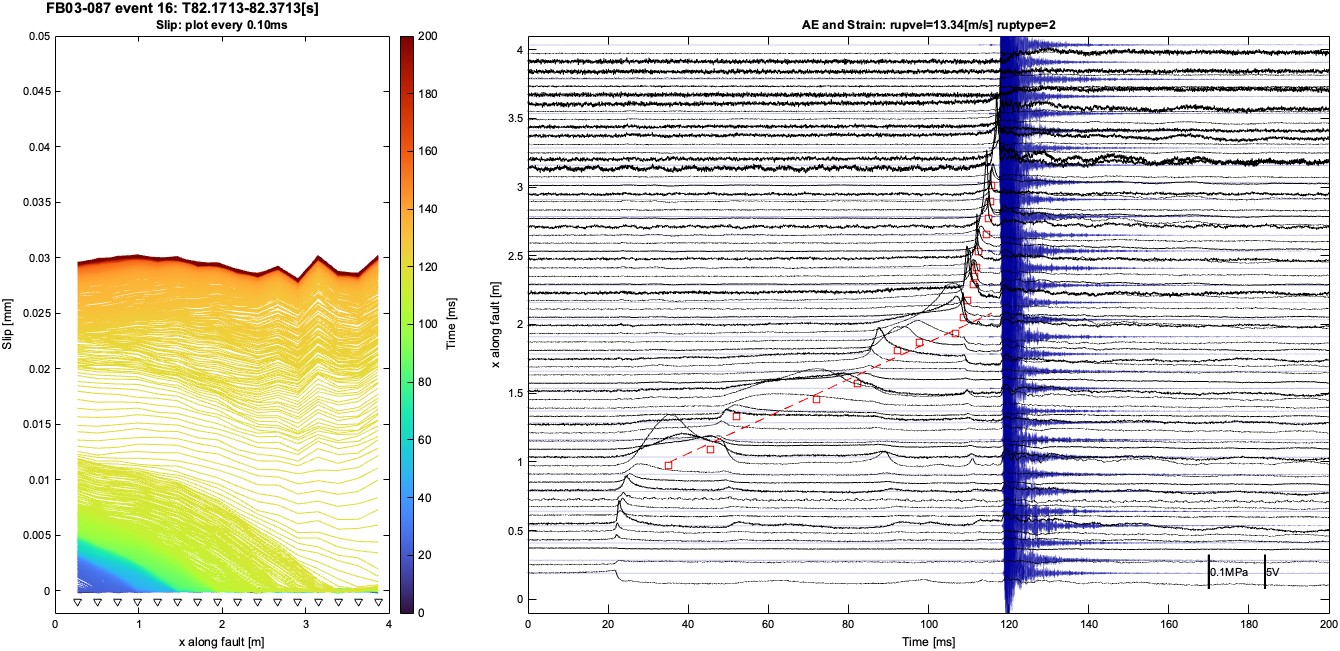 FB03-087 event 16: T82.1713-82.3713[s]
Slip: plot every 0.10ms
0.05
0.045
0.04
0.035
0.03
0.025
0.02
0.015
0.01
0.005
0
Slip [mm]
0 1 2 3 4
x along fault [m]
200
180
160
140
120
100
80
60
40
20
0
Time [ms]
AE and Strain: rupvel=13.34[m/s] ruptype=2
4
3.5
3
2.5
2
1.5
1
0.5
0
x along fault [m]
0.1MPa 5V
0 20 40 60 80 100 120 140 160 180 200
Time [ms]